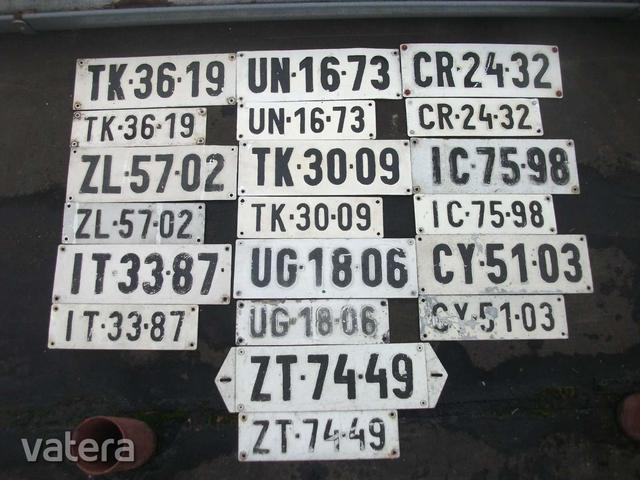 TK·36·19
UN·16·73
CR·24·32
TK·36·19
UN·16·73
CR·24·32
ZL·57·02
TK·30·09
IC·75·98
ZL·57·02
TK·30·09
IC·75·98
IT·33·87
UG·18·06
CY·51·03
IT·33·87
UG·18·06
CY·51·03
ZT·74·49
ZT·74·49
vatera